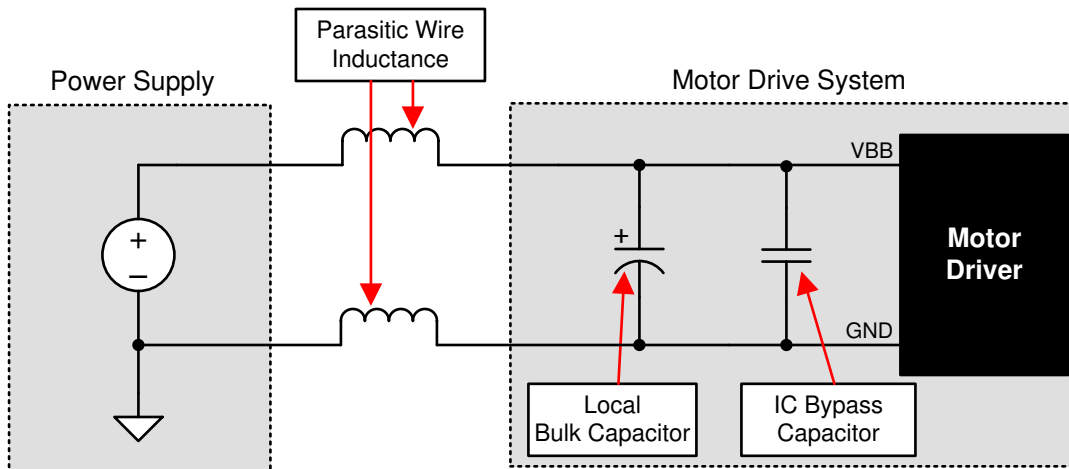 Parasitic Wire
Inductance
Power Supply
Motor Drive System
VBB
+
–
+
Motor
Driver
GND
Local
Bulk Capacitor
IC Bypass
Capacitor